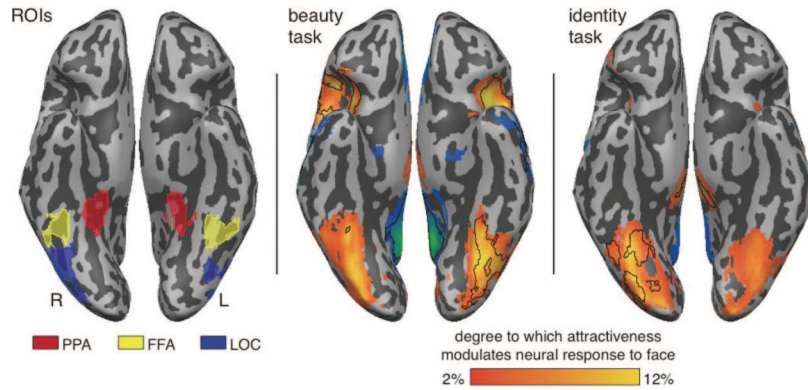 ROIs
beauty
task
identity
task
R
L
PPA
FFA
LOC
degree to which attractiveness
modulates neural response to face
2%
12%